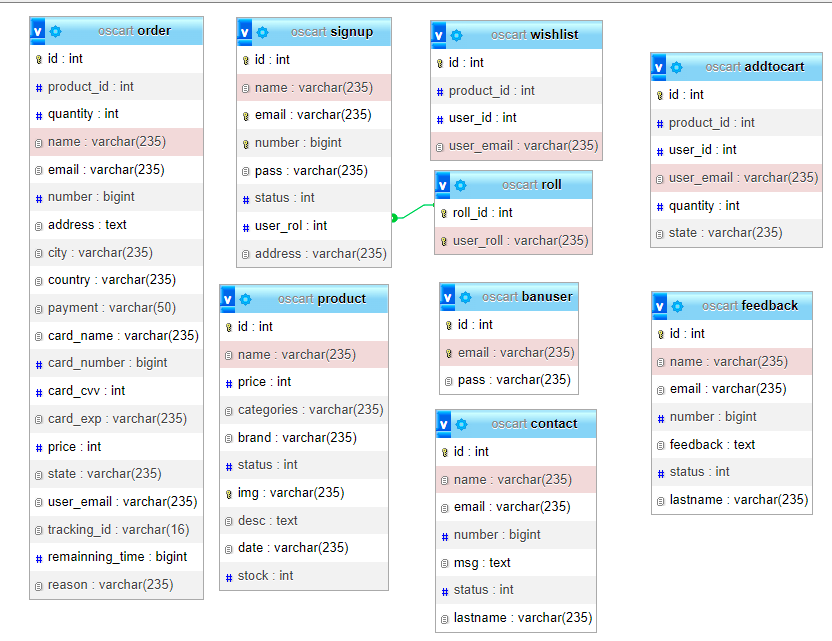 v oscart order
id : int
product_id : int
quantity : int
name : varchar(235)
email : varchar(235)
number : bigint
address : text
city : varchar(235)
country : varchar(235)
payment : varchar(50)
card_name : varchar(235)
card_number : bigint
card_cvv : int
card_exp : varchar(235)
price : int
state : varchar(235)
user_email : varchar(235)
tracking_id : varchar(16)
remainning_time : bigint
reason : varchar(235)
v oscart signup
id : int
name : varchar(235)
email : varchar(235)
number : bigint
pass : varchar(235)
status : int
user_rol : int
address : varchar(235)
v oscart product
id : int
name : varchar(235)
price : int
categories : varchar(235)
brand : varchar(235)
status : int
img : varchar(235)
desc : text
date : varchar(235)
stock : int
v oscart wishlist
id : int
product_id : int
user_id : int
user_email : varchar(235)
v oscart roll
roll_id : int
user_roll : varchar(235)
v oscart banuser
id : int
email : varchar(235)
pass : varchar(235)
v oscart contact
id : int
name : varchar(235)
email : varchar(235)
number : bigint
msg : text
status : int
lastname : varchar(235)
v oscart addtocart
id : int
product_id : int
user_id : int
user_email : varchar(235)
quantity : int
state : varchar(235)
v oscart feedback
id : int
name : varchar(235)
email : varchar(235)
number : bigint
feedback : text
status : int
lastname : varchar(235)